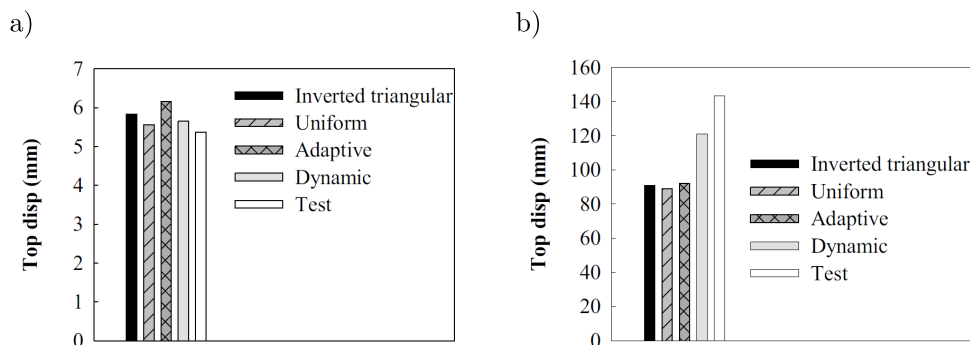 a)
Top disp (mm)
7
6
5
4
3
2
1
0
Inverted triangular
Uniform
Adaptive
Dynamic
Test
b)
Top disp (mm)
160
140
120
100
80
60
40
20
0
Inverted triangular
Uniform
Adaptive
Dynamic
Test